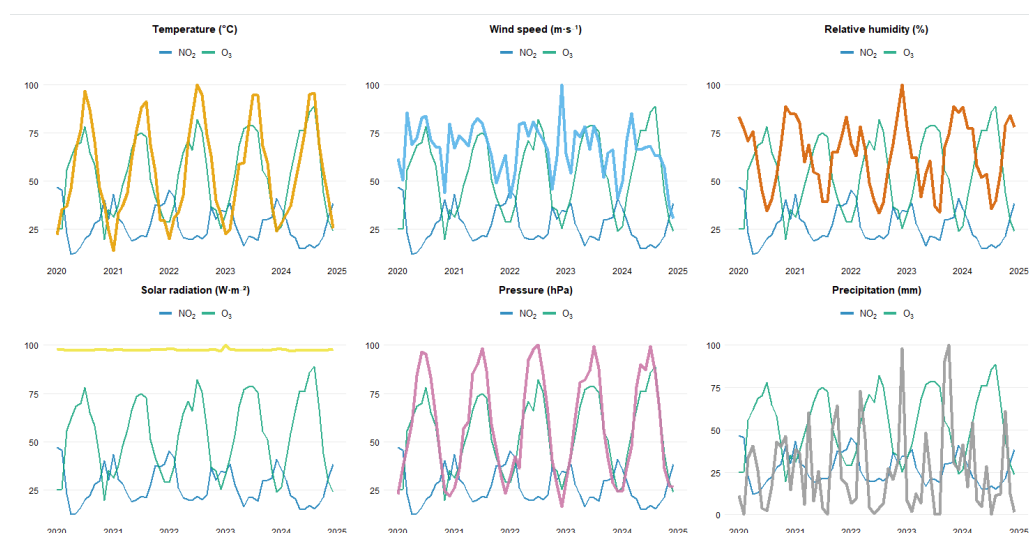 Temperature (°C)
NO₂ O₃
100
75
50
25
2020 2021 2022 2023 2024 2025
Wind speed (m·s⁻¹)
NO₂ O₃
100
75
50
25
2020 2021 2022 2023 2024 2025
Relative humidity (%)
NO₂ O₃
100
75
50
25
2020 2021 2022 2023 2024 2025
Solar radiation (W·m⁻²)
NO₂ O₃
100
75
50
25
2020 2021 2022 2023 2024 2025
Pressure (hPa)
NO₂ O₃
100
75
50
25
2020 2021 2022 2023 2024 2025
Precipitation (mm)
NO₂ O₃
100
75
50
25
0
2020 2021 2022 2023 2024 2025